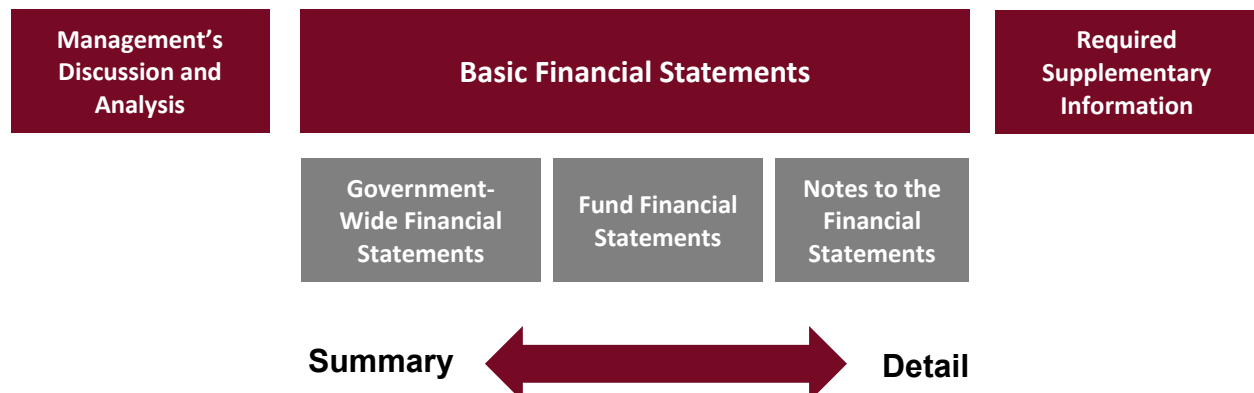 Management’s
Discussion and
Analysis
Basic Financial Statements
Required
Supplementary
Information
Government-
Wide Financial
Statements
Fund Financial
Statements
Notes to the
Financial
Statements
Summary
Detail